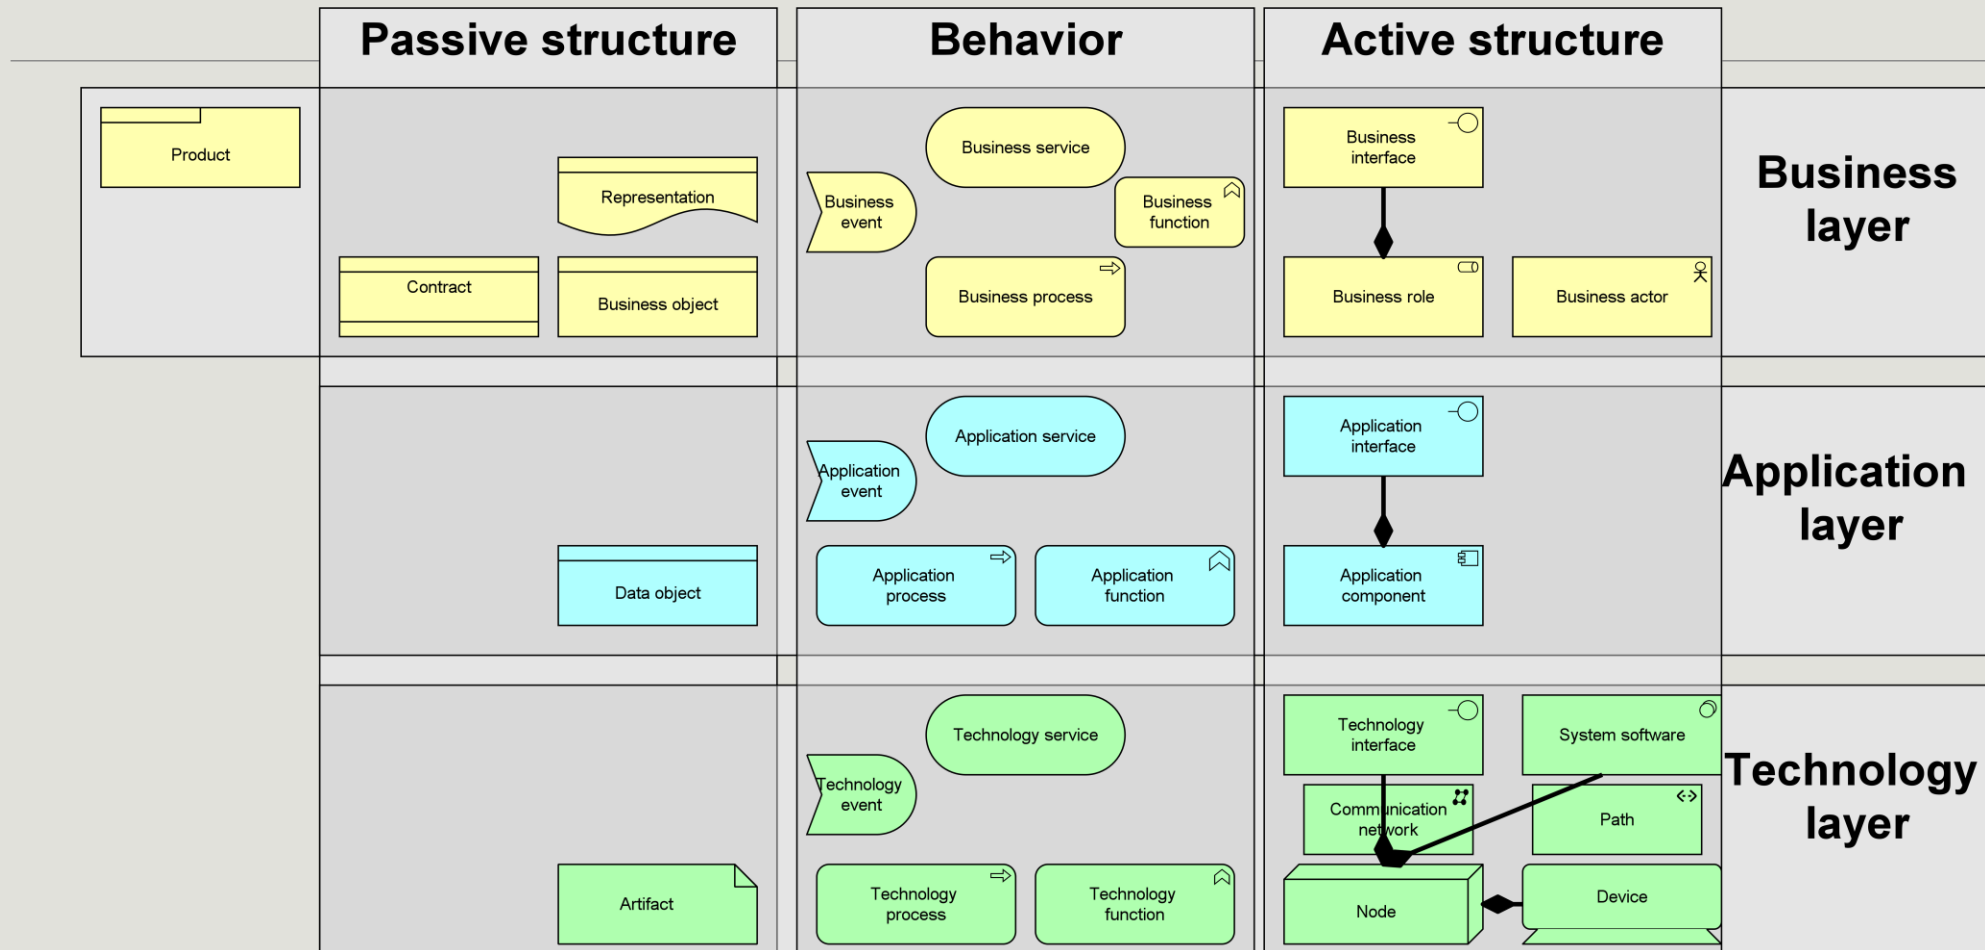 Passive structure
Behavior
Active structure
Product
Representation
Contract
Business object
Business service
Business
event
Business
function
Business process
Business
interface
Business role
Business actor
Business
layer
Data object
Application service
Application
event
Application
process
Application
function
Application
interface
Application
component
Application
layer
Artifact
Technology service
Technology
event
Technology
process
Technology
function
Technology
interface
System software
Communication
network
Path
Node
Device
Technology
layer